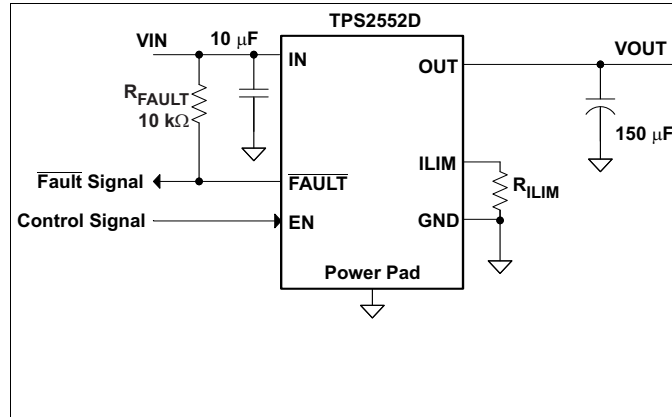 TPS2552D
VIN
10 μF
IN
OUT
VOUT
RFAULT
10 kΩ
150 μF
ILIM
RILIM
Fault Signal
FAULT
Control Signal
EN
GND
Power Pad